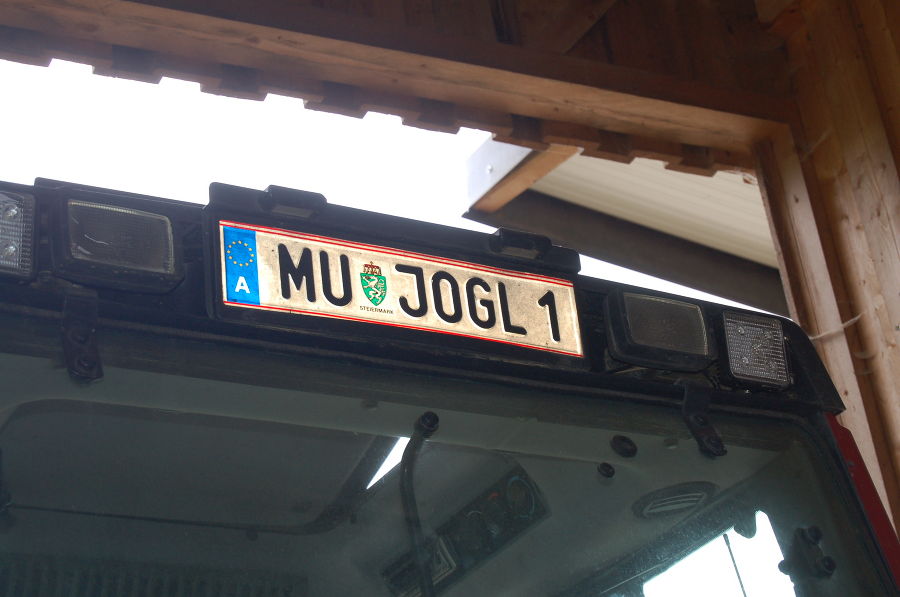 A MU JOGL 1
STEIERMARK